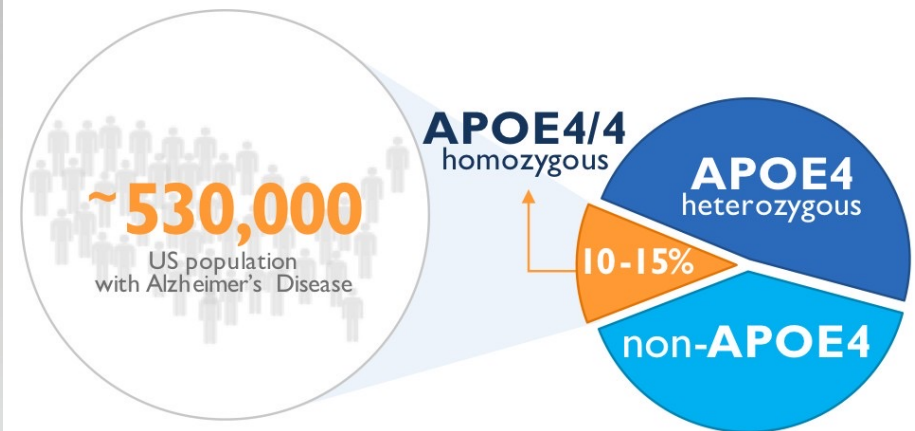 ~530,000
US population
with Alzheimer's Disease
APOE4/4
homozygous
10-15%
APOE4
heterozygous
non-APOE4